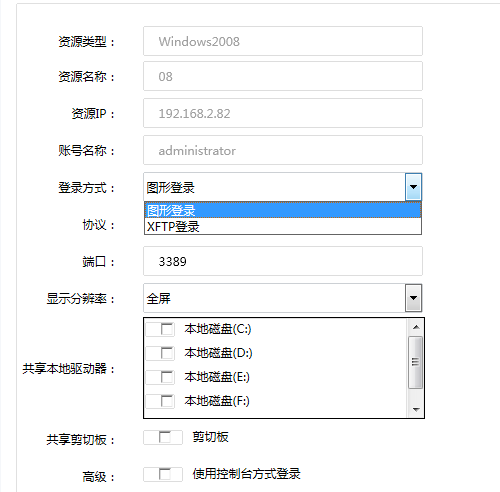 资源类型： Windows2008
资源名称： 08
资源IP： 192.168.2.82
账号名称： administrator
登录方式： 图形登录
图形登录
协议： XFTP登录
端口： 3389
显示分辨率： 全屏
本地磁盘(C:)
本地磁盘(D:)
共享本地驱动器： 本地磁盘(E:)
本地磁盘(F:)
共享剪切板： 剪切板
高级： 使用控制台方式登录